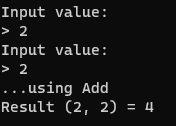 Input value:
> 2
Input value:
> 2
...using Add
Result (2, 2) = 4